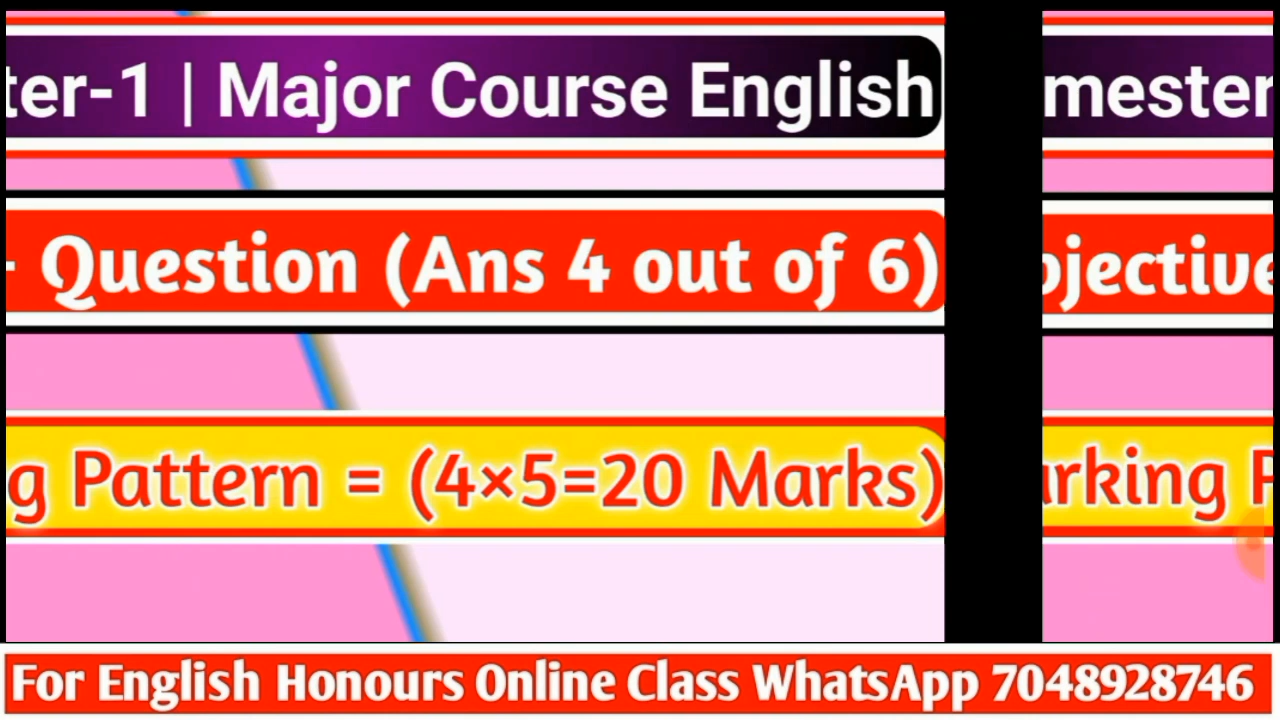 ter-1 | Major Course English mester
Question (Ans 4 out of 6) bjective
g Pattern = (4×5=20 Marks) arking P
For English Honours Online Class WhatsApp 7048928746